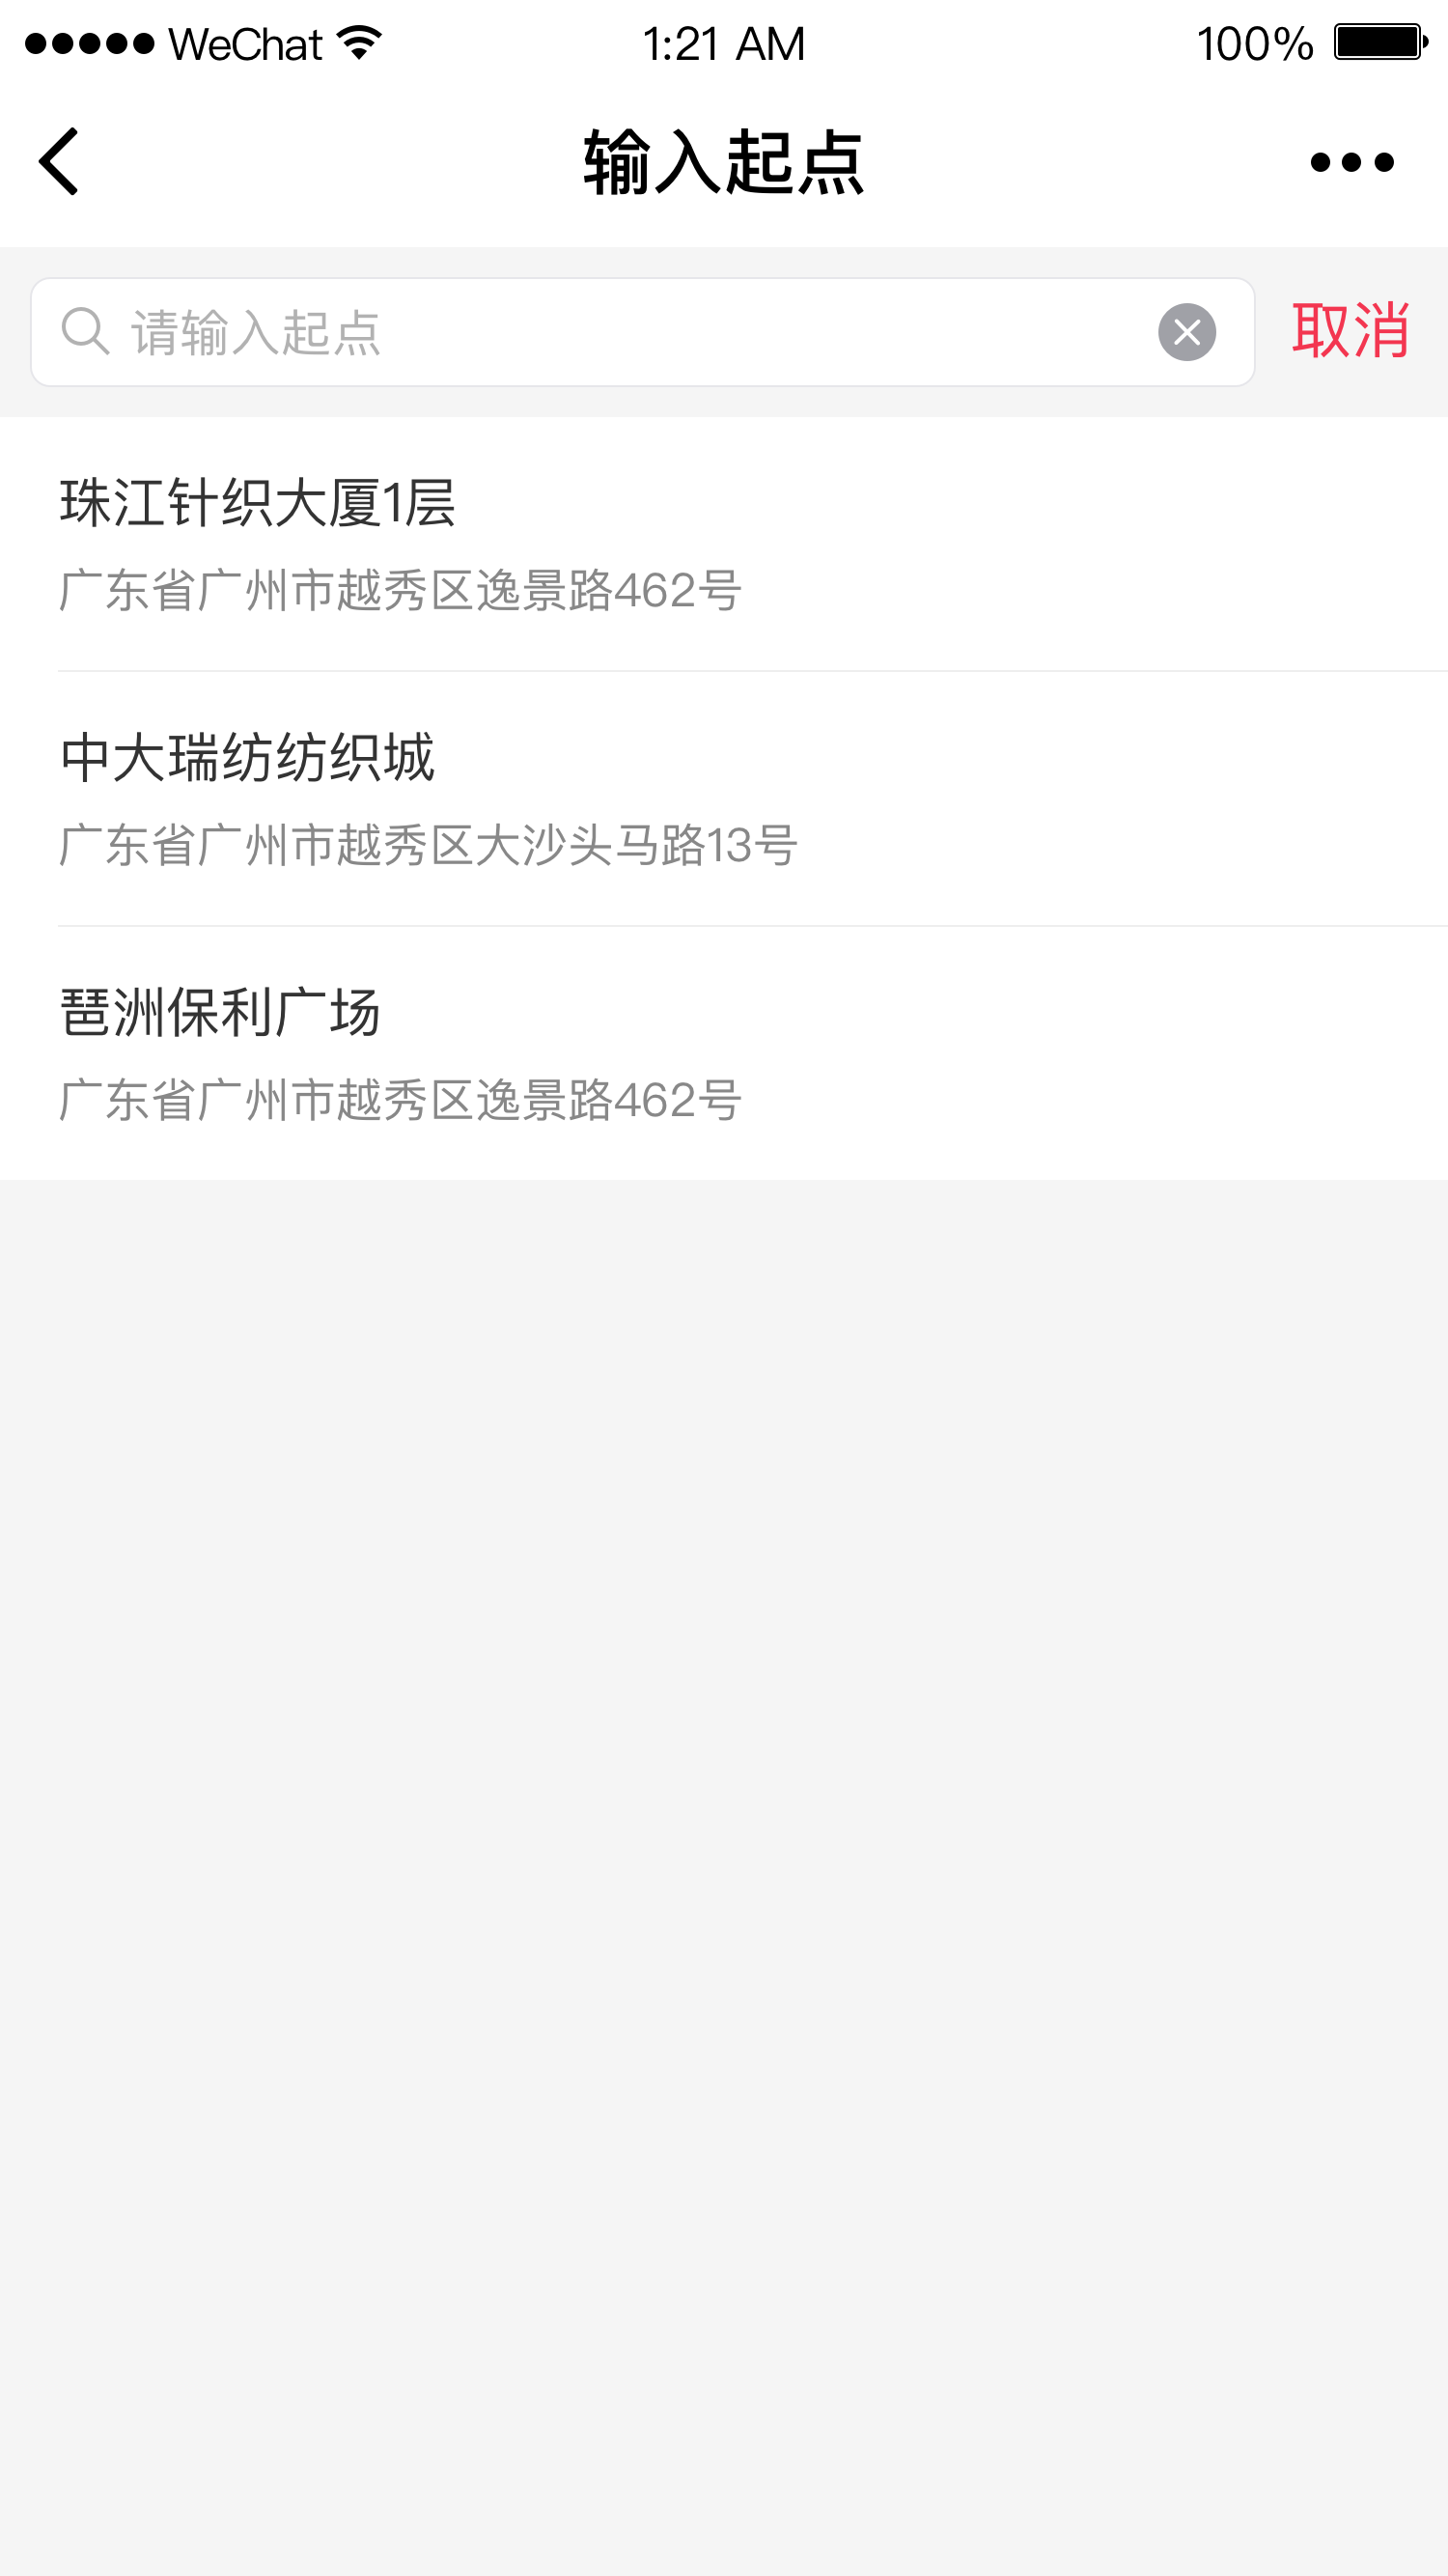 WeChat 1:21 AM 100%
输入起点
请输入起点 取消
珠江针织大厦1层
广东省广州市越秀区逸景路462号
中大瑞纺纺织城
广东省广州市越秀区大沙头马路13号
琶洲保利广场
广东省广州市越秀区逸景路462号